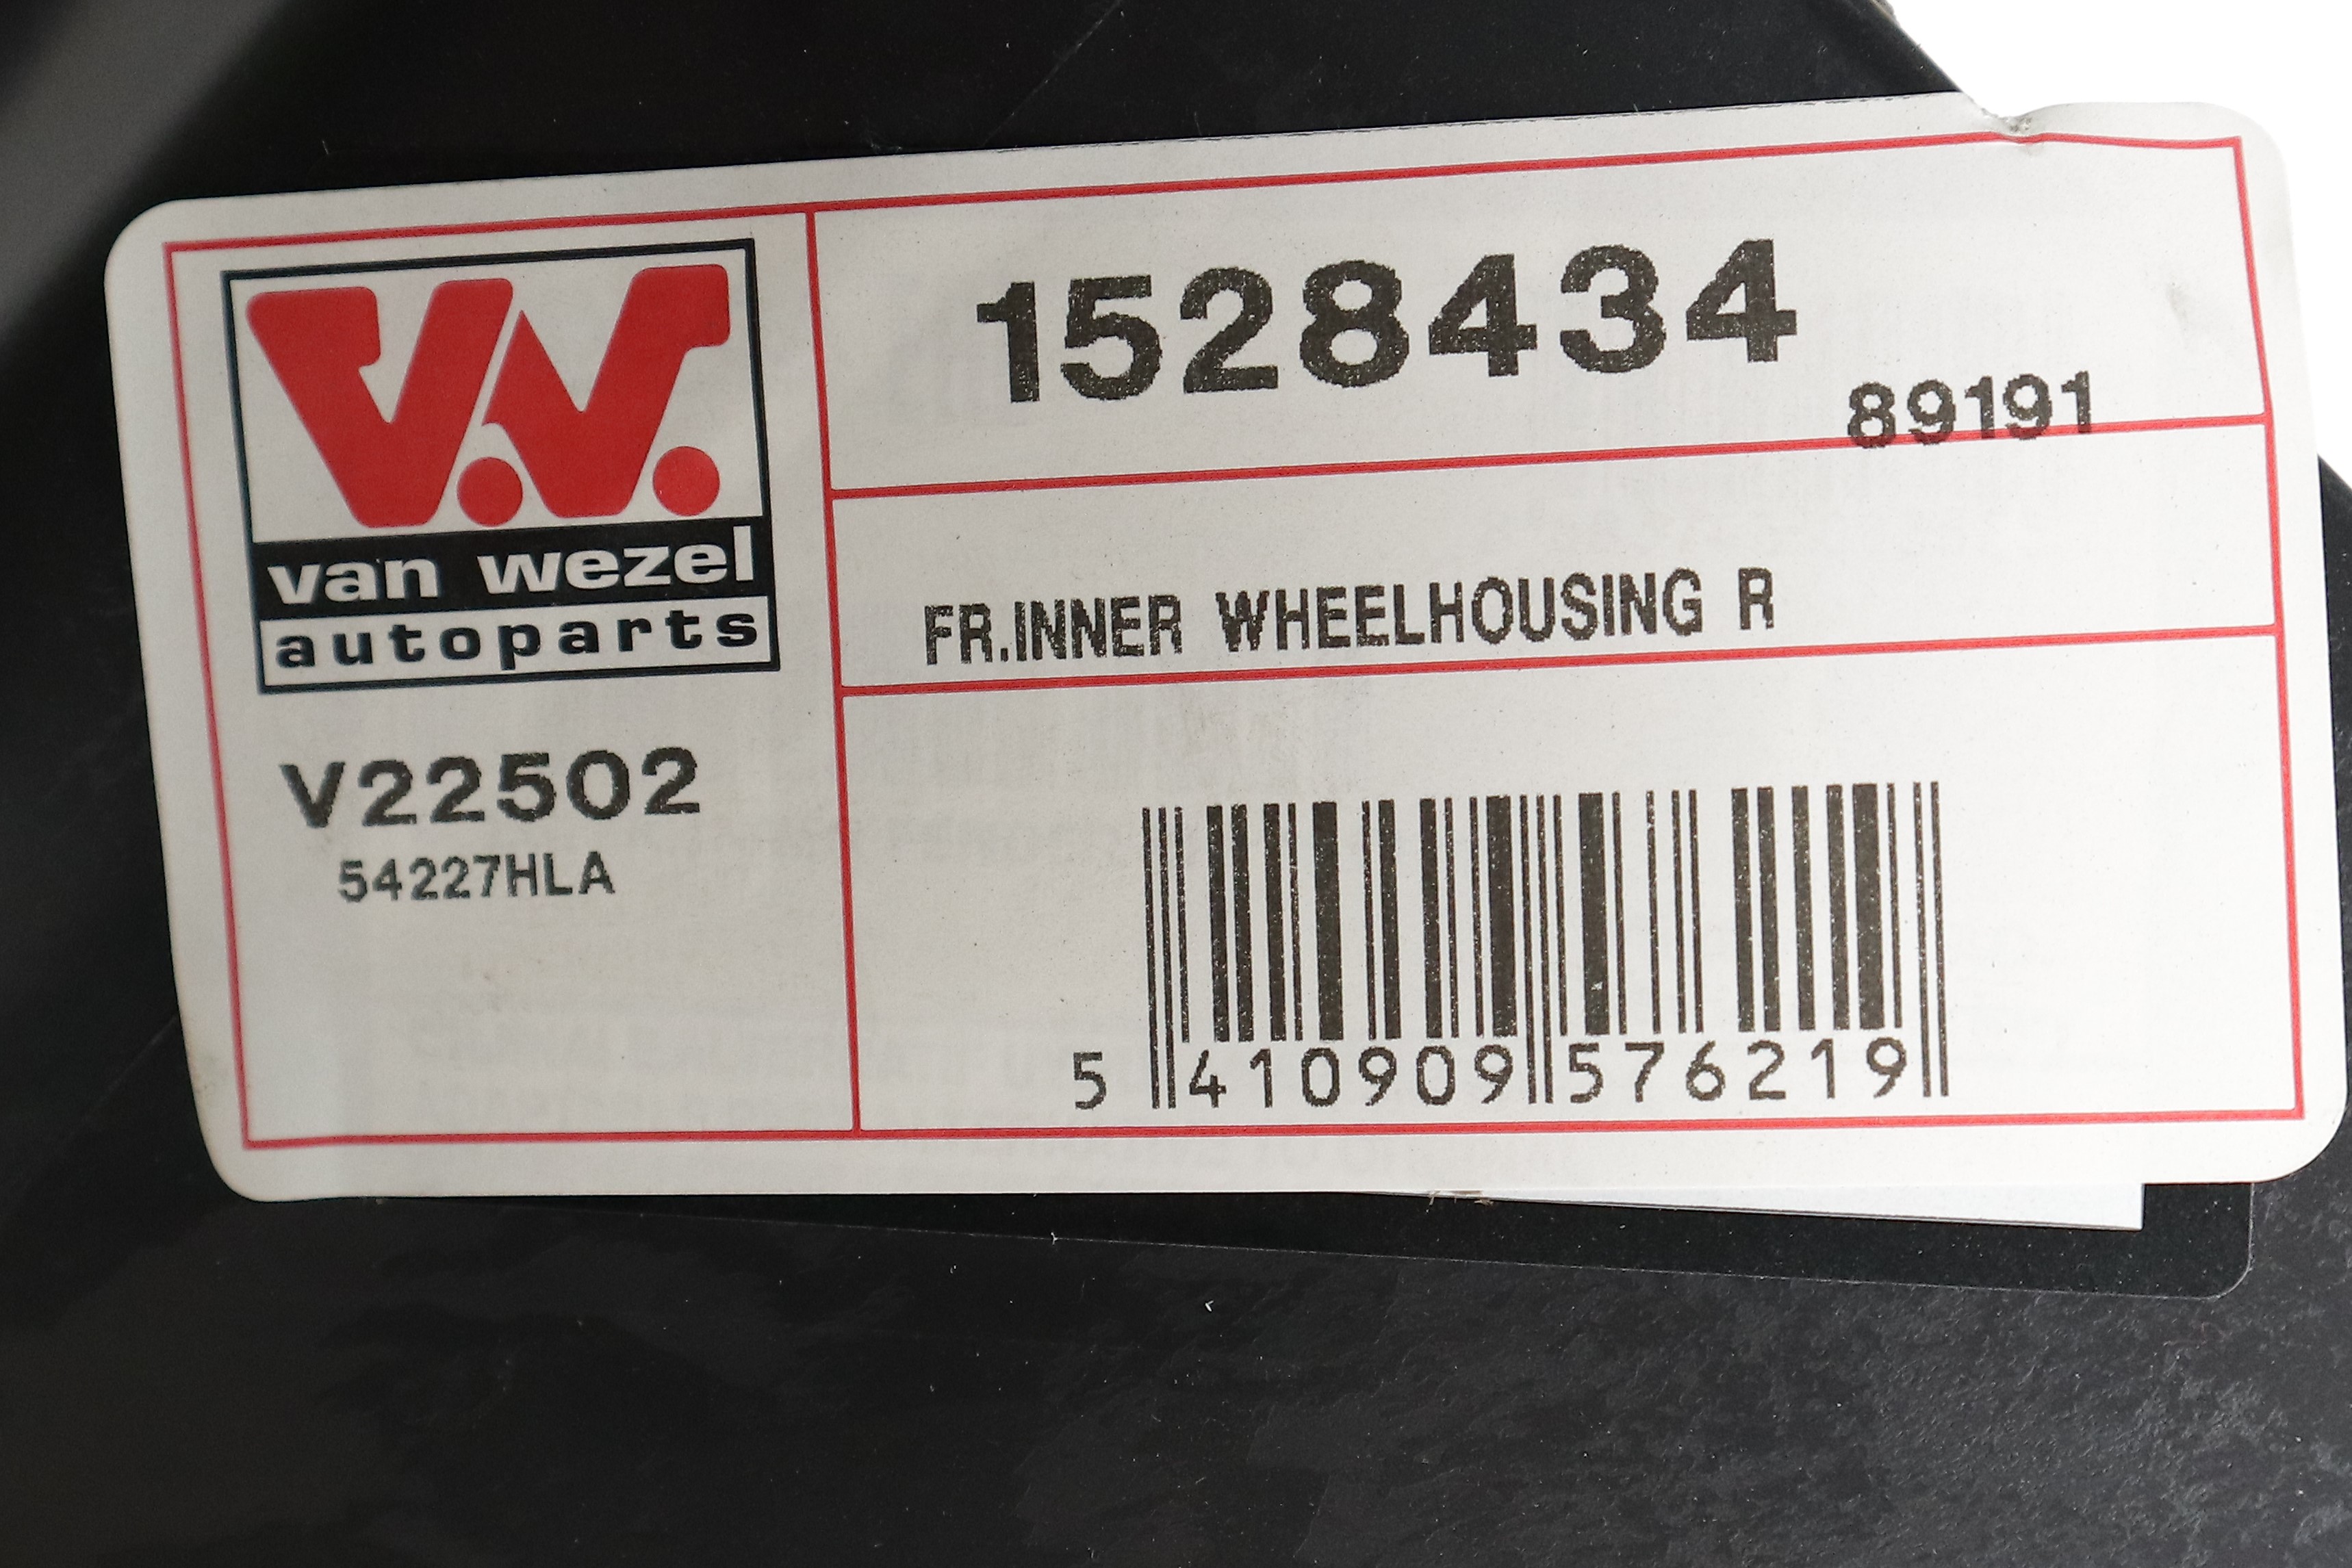 V.W.
van wezel
autoparts
V22502
54227HLA
1528434
89191
FR.INNER WHEELHOUSING R
5 410909 576219